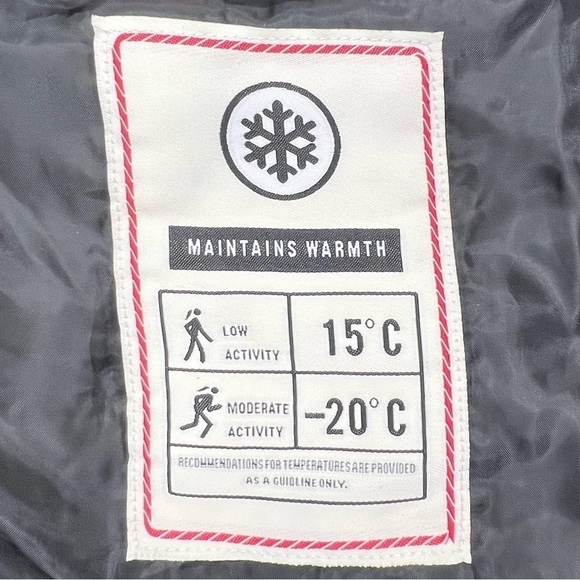 MAINTAINS WARMTH
LOW
ACTIVITY
15°C
MODERATE
ACTIVITY
-20°C
RECOMMENDATIONS FOR TEMPERATURES ARE PROVIDED
AS A GUIDLINE ONLY.